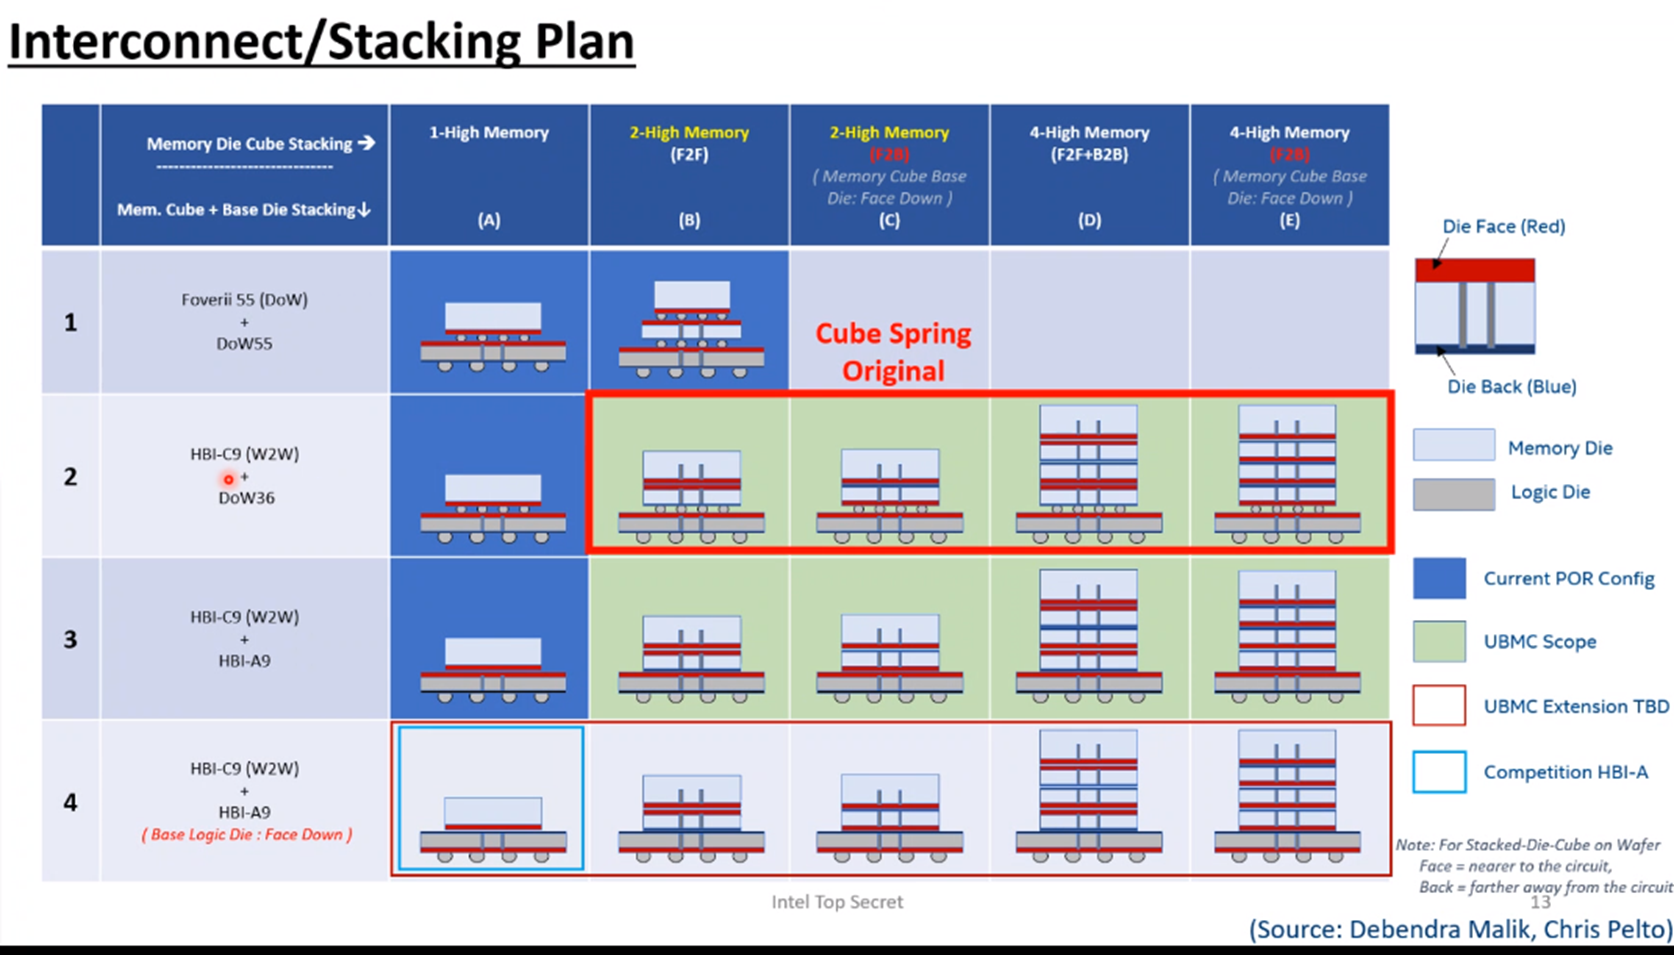 Interconnect/Stacking Plan
Memory Die Cube Stacking →
------------------------------
Mem. Cube + Base Die Stacking↓
1-High Memory
(A)
2-High Memory
(F2F)
(B)
2-High Memory
(F2B)
( Memory Cube Base
Die: Face Down )
(C)
4-High Memory
(F2F+B2B)
(D)
4-High Memory
(F2B)
( Memory Cube Base
Die: Face Down )
(E)
1
Foverii 55 (DoW)
+
DoW55
Cube Spring
Original
2
HBI-C9 (W2W)
+
DoW36
3
HBI-C9 (W2W)
+
HBI-A9
4
HBI-C9 (W2W)
+
HBI-A9
( Base Logic Die : Face Down )
Die Face (Red)
Die Back (Blue)
Memory Die
Logic Die
Current POR Config
UBMC Scope
UBMC Extension TBD
Competition HBI-A
Note: For Stacked-Die-Cube on Wafer
Face = nearer to the circuit,
Back = farther away from the circuit
Intel Top Secret
13
(Source: Debendra Malik, Chris Pelto)